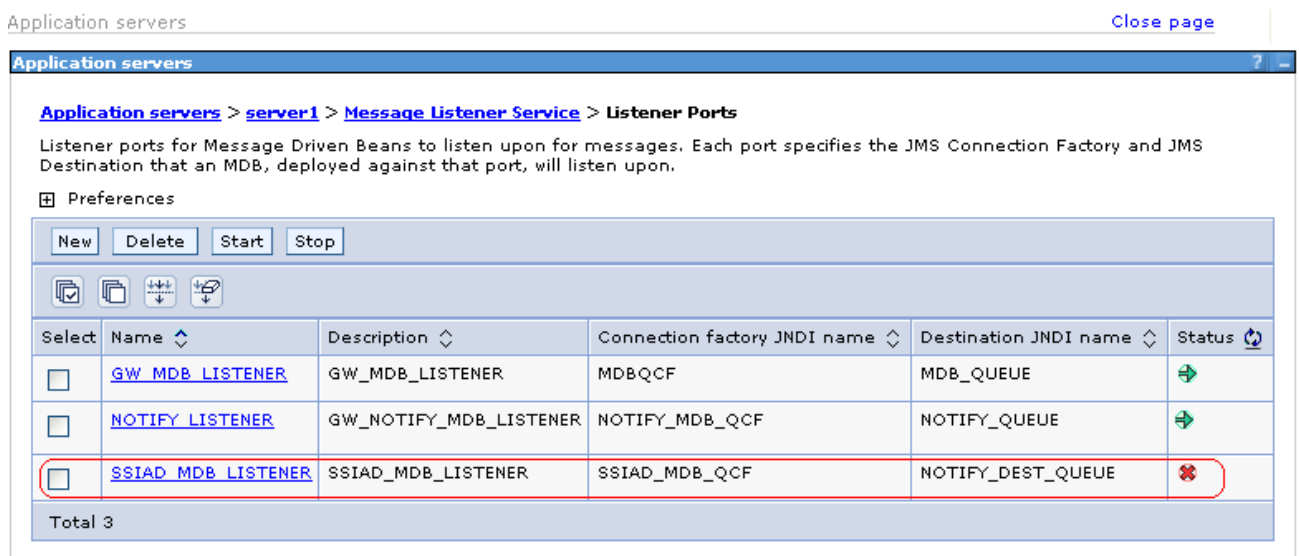 Application servers
Close page
Application servers
? –
Application servers > server1 > Message Listener Service > Listener Ports
Listener ports for Message Driven Beans to listen upon for messages. Each port specifies the JMS Connection Factory and JMS
Destination that an MDB, deployed against that port, will listen upon.
Preferences
New Delete Start Stop
Select Name Description Connection factory JNDI name Destination JNDI name Status
GW_MDB_LISTENER GW_MDB_LISTENER MDBQCF MDB_QUEUE
NOTIFY_LISTENER GW_NOTIFY_MDB_LISTENER NOTIFY_MDB_QCF NOTIFY_QUEUE
SSIAD_MDB_LISTENER SSIAD_MDB_LISTENER SSIAD_MDB_QCF NOTIFY_DEST_QUEUE
Total 3